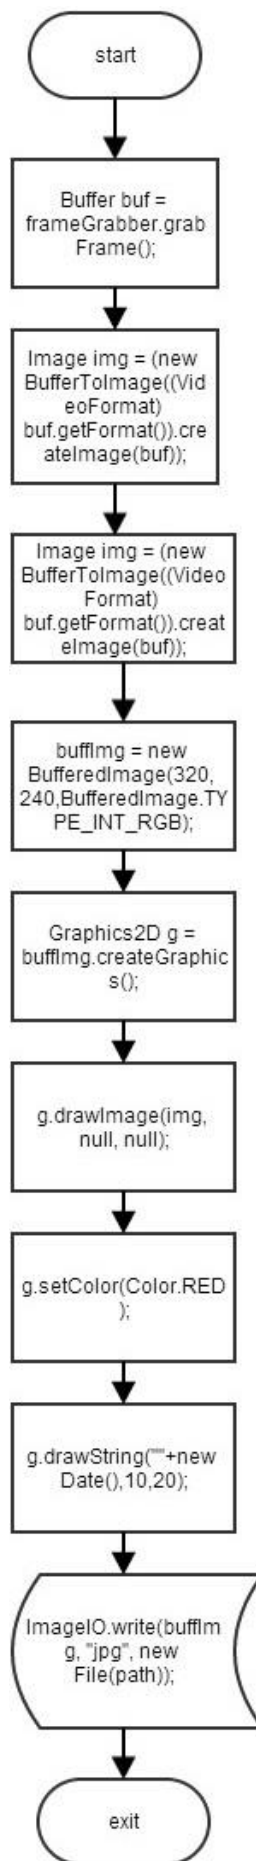 start
Buffer buf =
frameGrabber.grab
Frame();
Image img = (new
BufferToImage((Vid
eoFormat)
buf.getFormat()).cre
ateImage(buf));
Image img = (new
BufferToImage((Video
Format)
buf.getFormat()).creat
eImage(buf));
buffImg = new
BufferedImage(320,
240,BufferedImage.TY
PE_INT_RGB);
Graphics2D g =
buffImg.createGraphic
s();
g.drawImage(img,
null, null);
g.setColor(Color.RED
);
g.drawString(""+new
Date(),10,20);
ImageIO.write(buffIm
g, "jpg", new
File(path));
exit